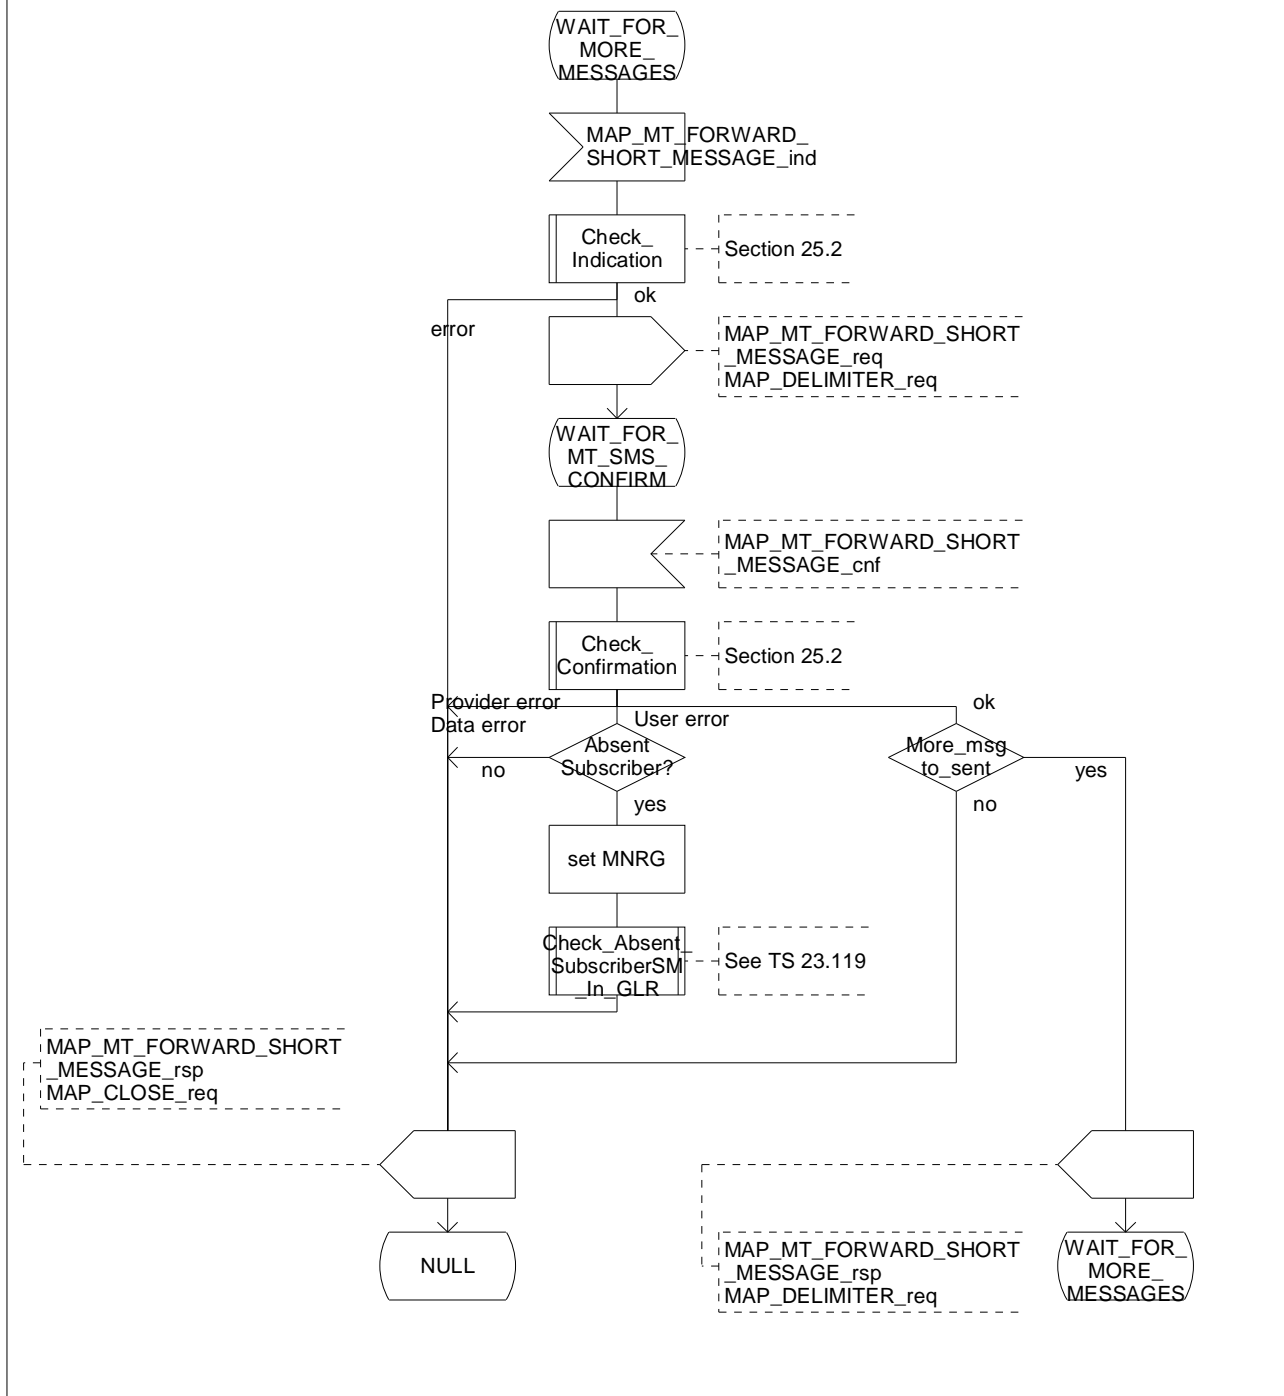 WAIT_FOR_
MORE_
MESSAGES
MAP_MT_FORWARD_
SHORT_MESSAGE_ind
Check_
Indication
Section 25.2
ok
error
MAP_MT_FORWARD_SHORT
_MESSAGE_req
MAP_DELIMITER_req
WAIT_FOR_
MT_SMS_
CONFIRM
MAP_MT_FORWARD_SHORT
_MESSAGE_cnf
Check_
Confirmation
Section 25.2
Provider error
Data error
User error
ok
Absent
Subscriber?
no
yes
More_msg
to_sent
yes
no
set MNRG
Check_Absent_
SubscriberSM
_In_GLR
See TS 23.119
MAP_MT_FORWARD_SHORT
_MESSAGE_rsp
MAP_CLOSE_req
NULL
MAP_MT_FORWARD_SHORT
_MESSAGE_rsp
MAP_DELIMITER_req
WAIT_FOR_
MORE_
MESSAGES